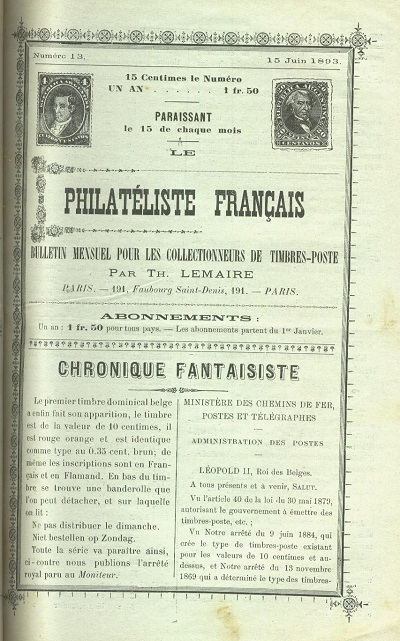 Numéro 13.
15 Juin 1893.
15 Centimes le Numéro
UN AN . . . . . . 1 fr. 50
PARAISSANT
le 15 de chaque mois
LE
PHILATÉLISTE FRANÇAIS
BULLETIN MENSUEL POUR LES COLLECTIONNEURS DE TIMBRES-POSTE
PAR TH. LEMAIRE
PARIS. — 191, Faubourg Saint-Denis, 191. — PARIS.
ABONNEMENTS :
Un an : 1 fr. 50 pour tous pays. — Les abonnements partent du 1er Janvier.
CHRONIQUE FANTAISISTE
Le premier timbre dominical belge
a enfin fait son apparition, le timbre
est de la valeur de 10 centimes, il
est rouge orange et est identique
comme type au 0.35 cent. brun; de
même les inscriptions sont en Fran-
çais et en Flamand. En bas du tim-
bre se trouve une banderolle que
l'on peut détacher, et sur laquelle
on lit :
Ne pas distribuer le dimanche.
Niet bestellen op Zondag.
Toute la série va paraître ainsi,
ci-contre nous publions l'arrêté
royal paru au Moniteur.
MINISTÈRE DES CHEMINS DE FER,
POSTES ET TÉLÉGRAPHES
ADMINISTRATION DES POSTES
LÉOPOLD II, Roi des Belges.
A tous présents et à venir, SALUT.
Vu l'article 40 de la loi du 30 mai 1879,
autorisant le gouvernement à émettre des
timbres-poste, etc. ;
Vu Notre arrêté du 9 juin 1884, qui
crée le type de timbres-poste existant
pour les valeurs de 10 centimes et au-
dessus, et Notre arrêté du 13 novembre
1869 qui a déterminé le type des timbres-